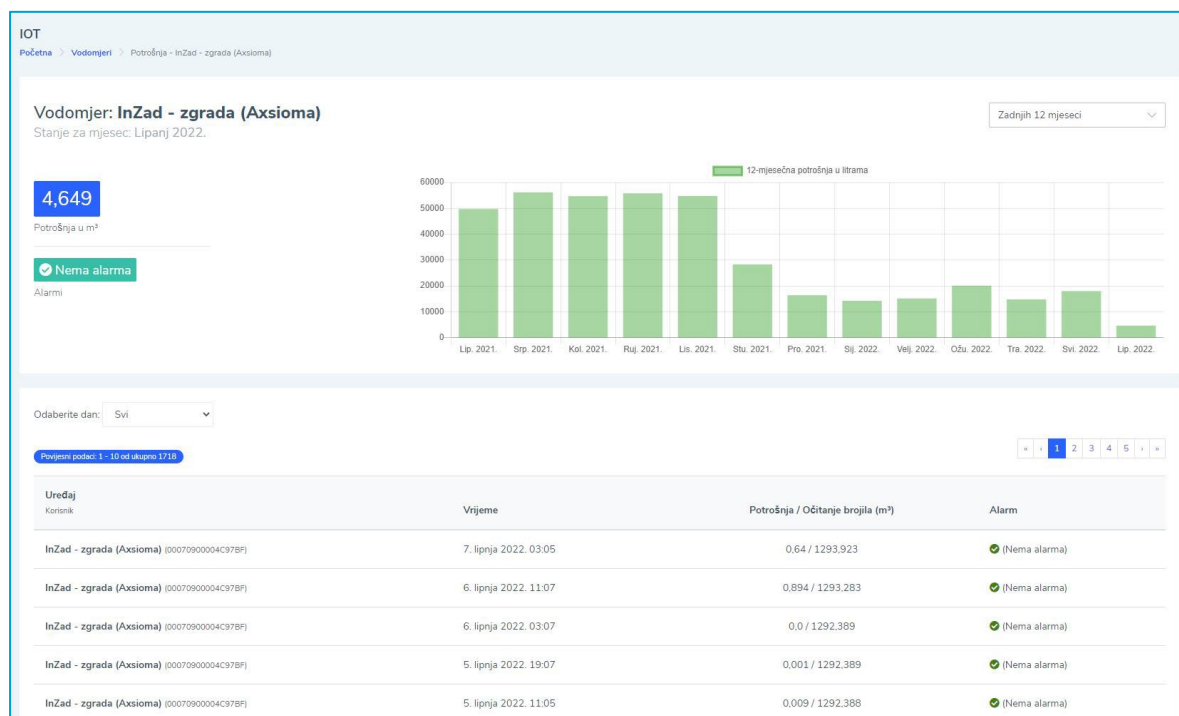 IOT
Početna > Vodomjeri > Potrošnja - InZad - zgrada (Axsioma)
Vodomjer: InZad - zgrada (Axsioma)
Stanje za mjesec: Lipanj 2022.
Zadnjih 12 mjeseci
4,649
Potrošnja u m³
Nema alarma
Alarmi
12-mjesečna potrošnja u litrama
60000
50000
40000
30000
20000
10000
0
Lip. 2021. Srp. 2021. Kol. 2021. Ruj. 2021. Lis. 2021. Stu. 2021. Pro. 2021. Sij. 2022. Velj. 2022. Ožu. 2022. Tra. 2022. Svi. 2022. Lip. 2022.
Odaberite dan: Svi
Povijesni podaci: 1 - 10 od ukupno 1718
« ‹ 1 2 3 4 5 › »
Uređaj
Korisnik
Vrijeme Potrošnja / Očitanje brojila (m³) Alarm
InZad - zgrada (Axsioma) (00070900004C97BF) 7. lipnja 2022. 03:05 0,64 / 1293,923 (Nema alarma)
InZad - zgrada (Axsioma) (00070900004C97BF) 6. lipnja 2022. 11:07 0,894 / 1293,283 (Nema alarma)
InZad - zgrada (Axsioma) (00070900004C97BF) 6. lipnja 2022. 03:07 0,0 / 1292,389 (Nema alarma)
InZad - zgrada (Axsioma) (00070900004C97BF) 5. lipnja 2022. 19:07 0,001 / 1292,389 (Nema alarma)
InZad - zgrada (Axsioma) (00070900004C97BF) 5. lipnja 2022. 11:05 0,009 / 1292,388 (Nema alarma)